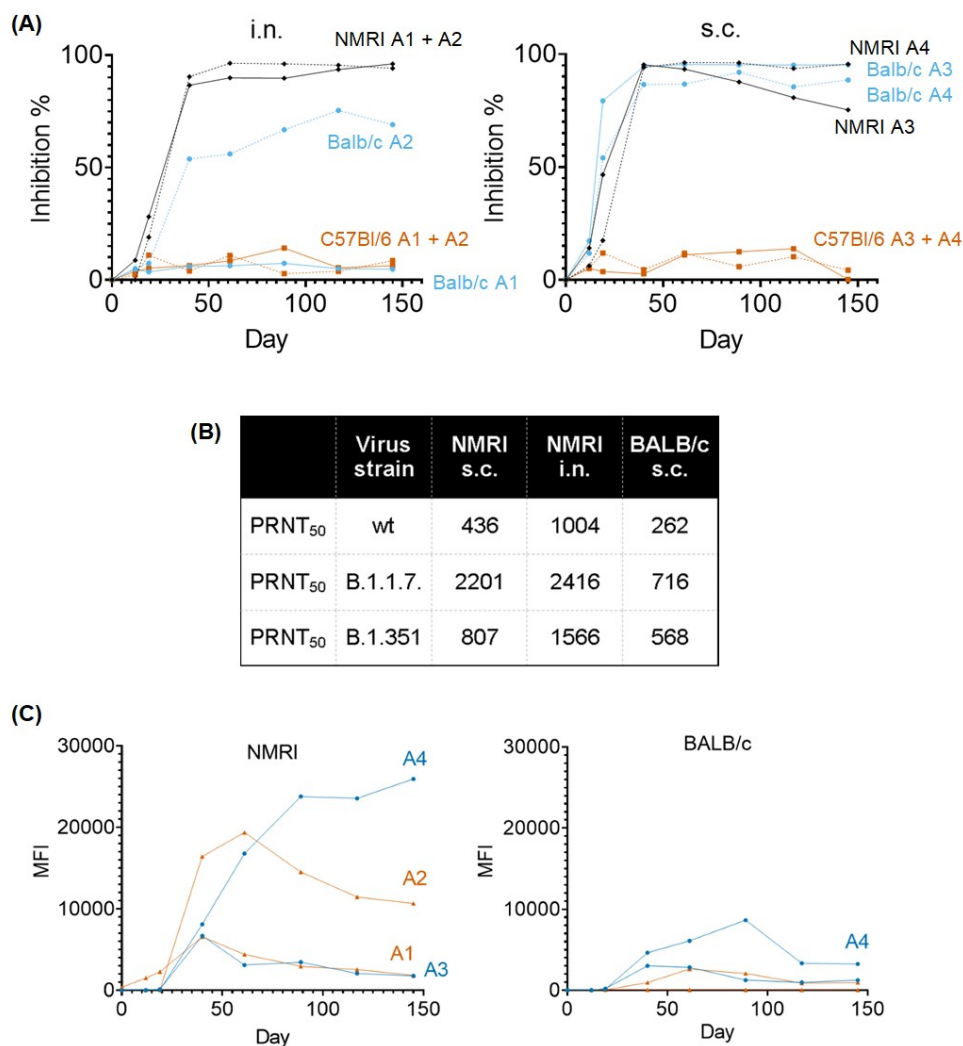 (A)
i.n.
NMRI A1 + A2
Balb/c A2
C57Bl/6 A1 + A2
Balb/c A1
Inhibition %
100
50
0
0 50 100 150
Day
s.c.
NMRI A4
Balb/c A3
Balb/c A4
NMRI A3
C57Bl/6 A3 + A4
Inhibition %
100
50
0
0 50 100 150
Day
(B)
Virus strain NMRI s.c. NMRI i.n. BALB/c s.c.
PRNT50 wt 436 1004 262
PRNT50 B.1.1.7. 2201 2416 716
PRNT50 B.1.351 807 1566 568
(C)
NMRI
A4
A2
A1
A3
MFI
30000
20000
10000
0
0 50 100 150
Day
BALB/c
A4
MFI
30000
20000
10000
0
0 50 100 150
Day